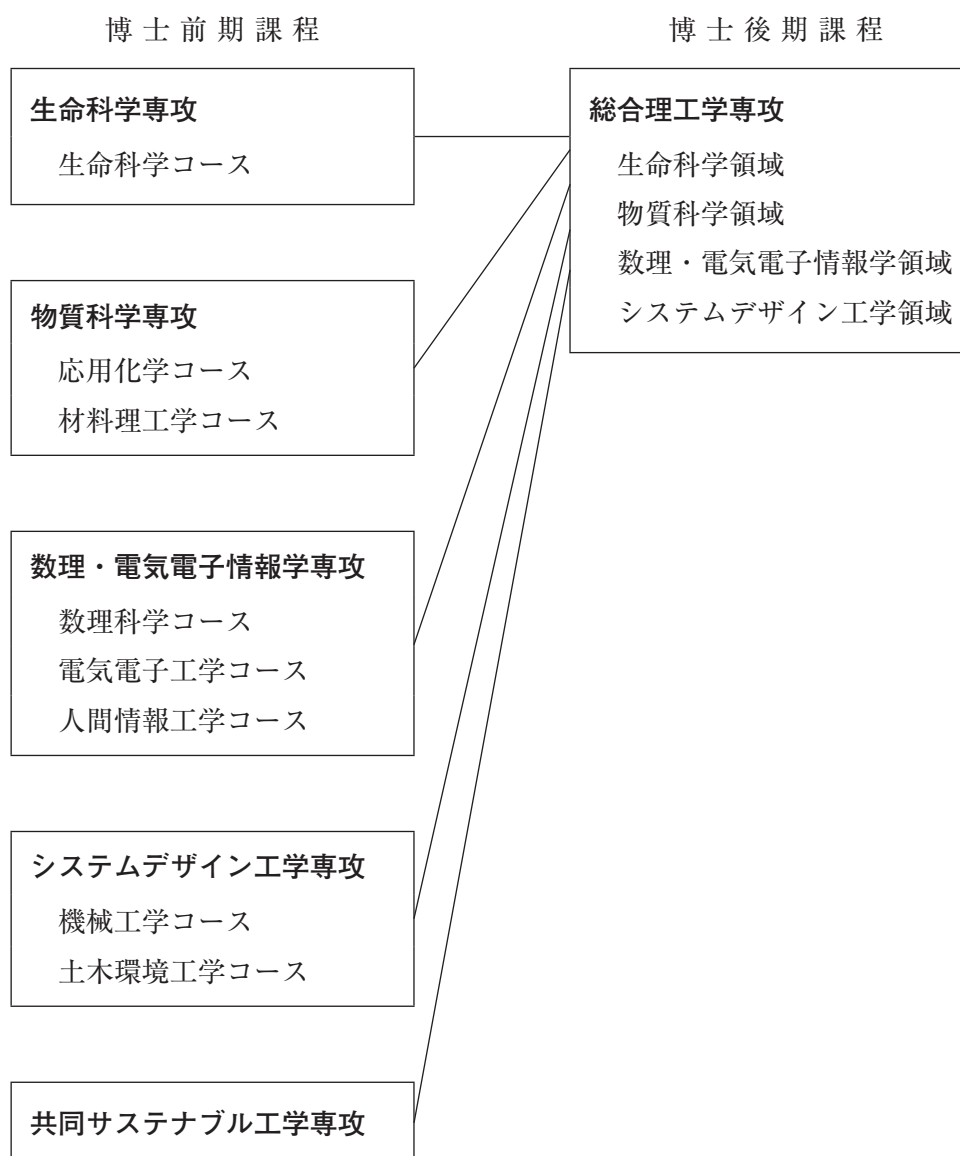 博士前期課程
博士後期課程
生命科学専攻
生命科学コース
物質科学専攻
応用化学コース
材料理工学コース
数理・電気電子情報学専攻
数理科学コース
電気電子工学コース
人間情報工学コース
システムデザイン工学専攻
機械工学コース
土木環境工学コース
共同サステナブル工学専攻
総合理工学専攻
生命科学領域
物質科学領域
数理・電気電子情報学領域
システムデザイン工学領域